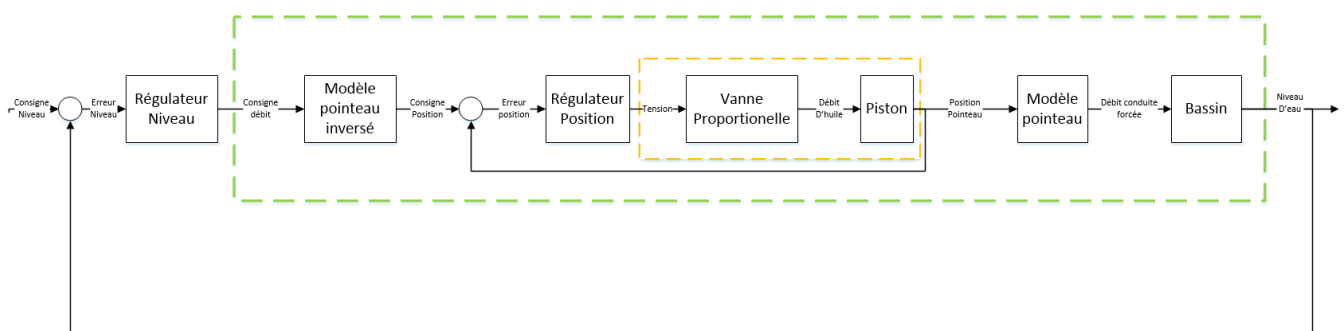 Consigne
Niveau
Erreur
Niveau
Régulateur
Niveau
Consigne
débit
Modèle
pointeau
inversé
Consigne
Position
Erreur
position
Régulateur
Position
Tension
Vanne
Proportionelle
Débit
D'huile
Piston
Position
Pointeau
Modèle
pointeau
Débit conduite
forcée
Bassin
Niveau
D'eau